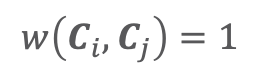 w(C_i, C_j) = 1